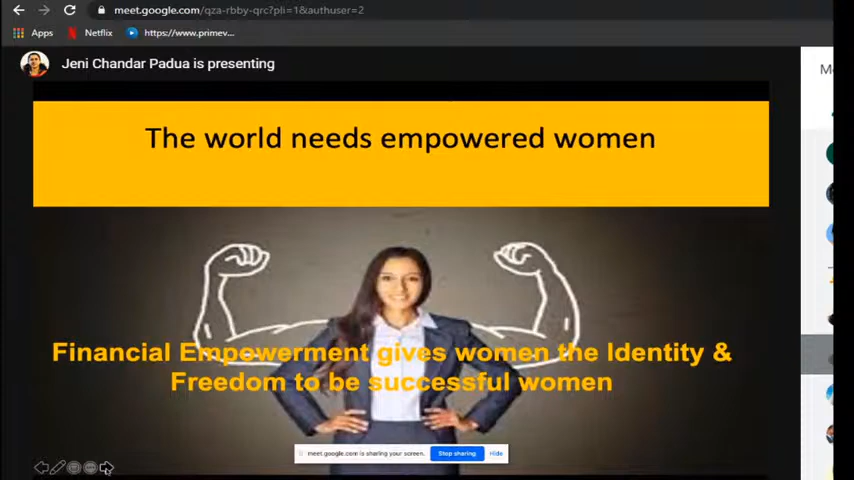 meet.google.com/qza-rbby-qrc?pli=1&authuser=2
Apps Netflix https://www.primev...
Jeni Chandar Padua is presenting
The world needs empowered women
Financial Empowerment gives women the Identity &
Freedom to be successful women
meet.google.com is sharing your screen. Stop sharing Hide